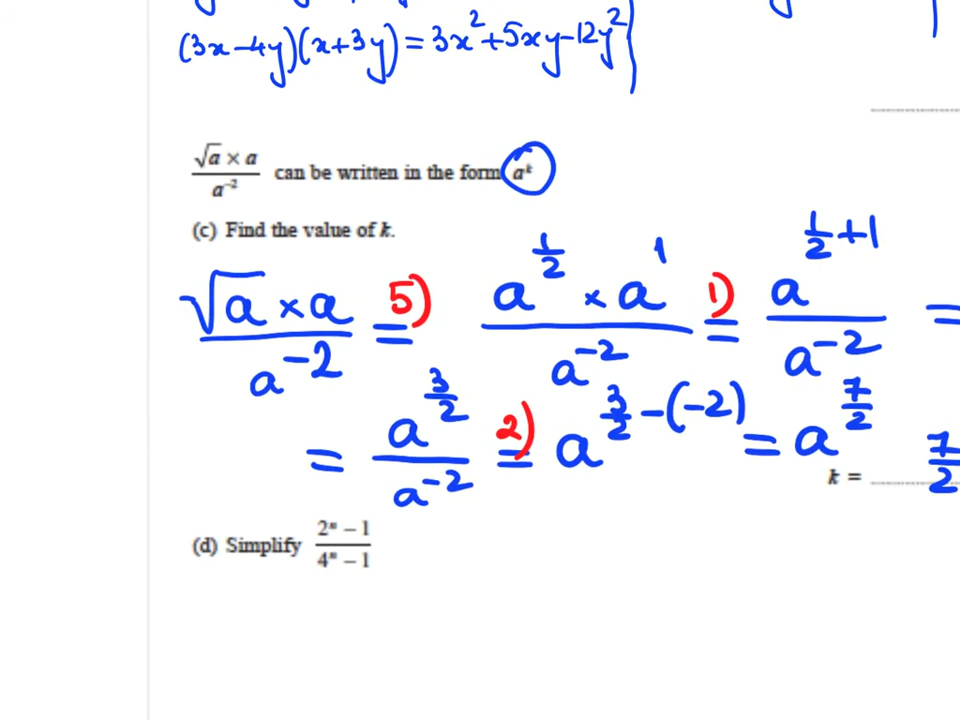 (3x-4y)(x+3y) = 3x²+5xy-12y²
√a × a / a⁻² can be written in the form aᵏ
(c) Find the value of k.
√a × a / a⁻² 5) = a^(1/2) × a¹ / a⁻² 1) = a^(1/2 + 1) / a⁻² =
= a^(3/2) / a⁻² 2) = a^(3/2 - (-2)) = a^(7/2)
k = 7/2
(d) Simplify 2ⁿ – 1 / 4ⁿ – 1